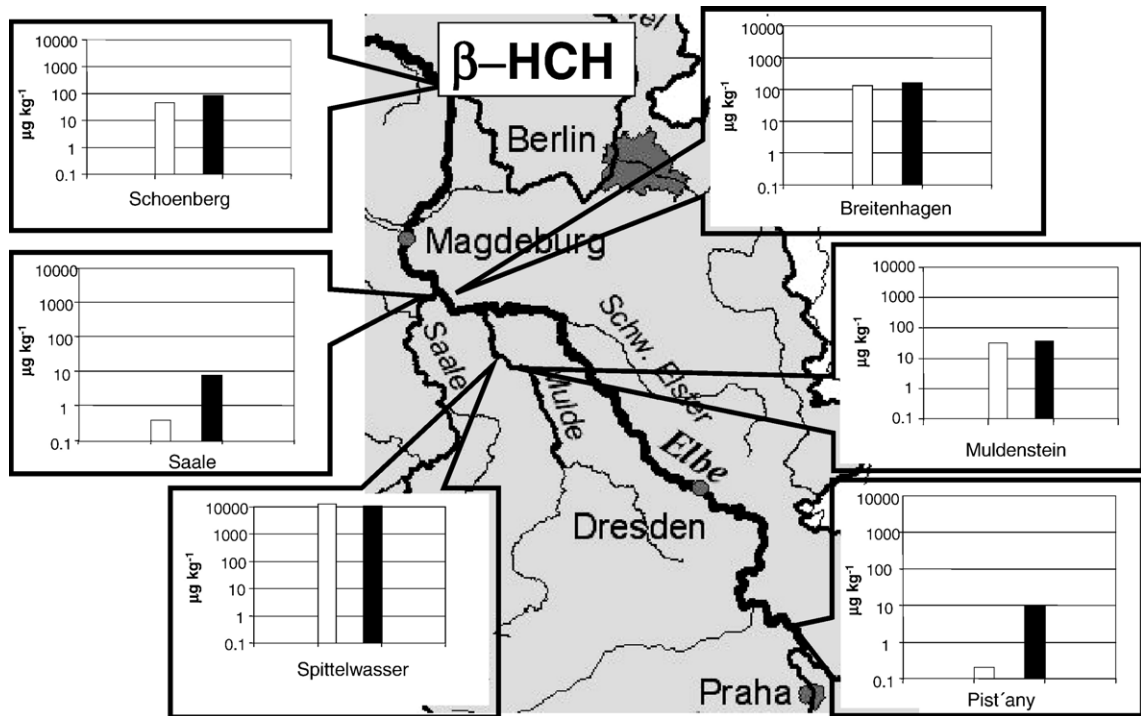 β–HCH
10000
1000
100
10
1
0.1
µg kg-1
Schoenberg
10000
1000
100
10
1
0.1
µg kg-1
Breitenhagen
Berlin
Magdeburg
10000
1000
100
10
1
0.1
µg kg-1
Saale
Saale
Mulde
Schw. Elster
Elbe
10000
1000
100
10
1
0.1
µg kg-1
Muldenstein
Dresden
10000
1000
100
10
1
0.1
µg kg-1
Spittelwasser
10000
1000
100
10
1
0.1
µg kg-1
Pist´any
Praha